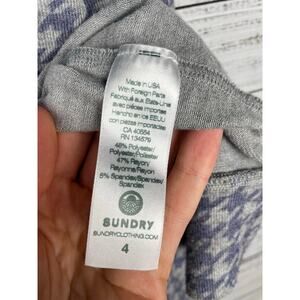 Made in USA
With Foreign Parts
Fabriqué aux États-Unis
avec pièces importées
Hecho en los EEUU
con piezas importadas
CA 40554
RN 134579
48% Polyester/
Polyester/Poliéster
47% Rayon/
Rayonne/Rayón
5% Spandex/Spandex/
Spandex
SUNDRY
SUNDRYCLOTHING.COM
4